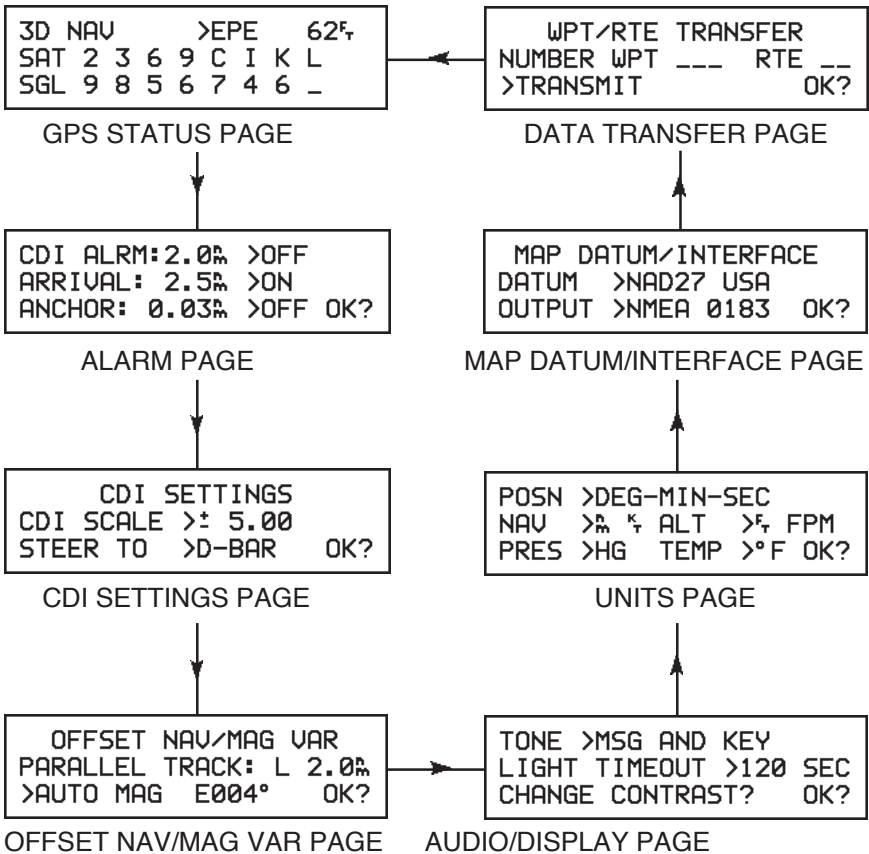 3D NAV >EPE 62Ft
SAT 2 3 6 9 C I K L
SGL 9 8 5 6 7 4 6 _
GPS STATUS PAGE
CDI ALRM:2.0nm >OFF
ARRIVAL: 2.5nm >ON
ANCHOR: 0.03nm >OFF OK?
ALARM PAGE
CDI SETTINGS
CDI SCALE >± 5.00
STEER TO >D-BAR OK?
CDI SETTINGS PAGE
OFFSET NAV/MAG VAR
PARALLEL TRACK: L 2.0nm
>AUTO MAG E004° OK?
OFFSET NAV/MAG VAR PAGE
TONE >MSG AND KEY
LIGHT TIMEOUT >120 SEC
CHANGE CONTRAST? OK?
AUDIO/DISPLAY PAGE
POSN >DEG-MIN-SEC
NAV >nm kt ALT >Ft FPM
PRES >HG TEMP >°F OK?
UNITS PAGE
MAP DATUM/INTERFACE
DATUM >NAD27 USA
OUTPUT >NMEA 0183 OK?
MAP DATUM/INTERFACE PAGE
WPT/RTE TRANSFER
NUMBER WPT ___ RTE __
>TRANSMIT OK?
DATA TRANSFER PAGE